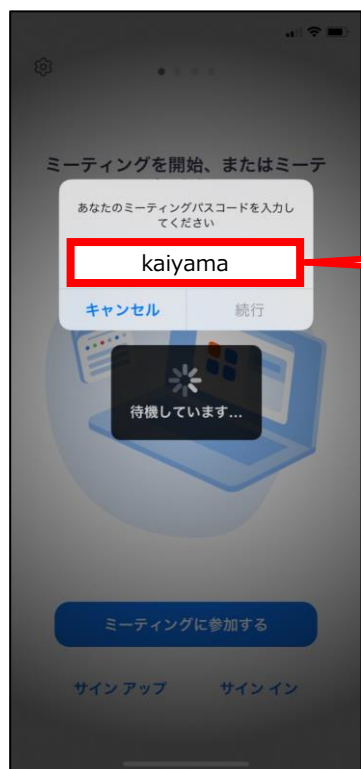 ミーティングを開始、またはミーテ
あなたのミーティングパスコードを入力し
てください
kaiyama
キャンセル 続行
待機しています...
ミーティングに参加する
サイン アップ サイン イン